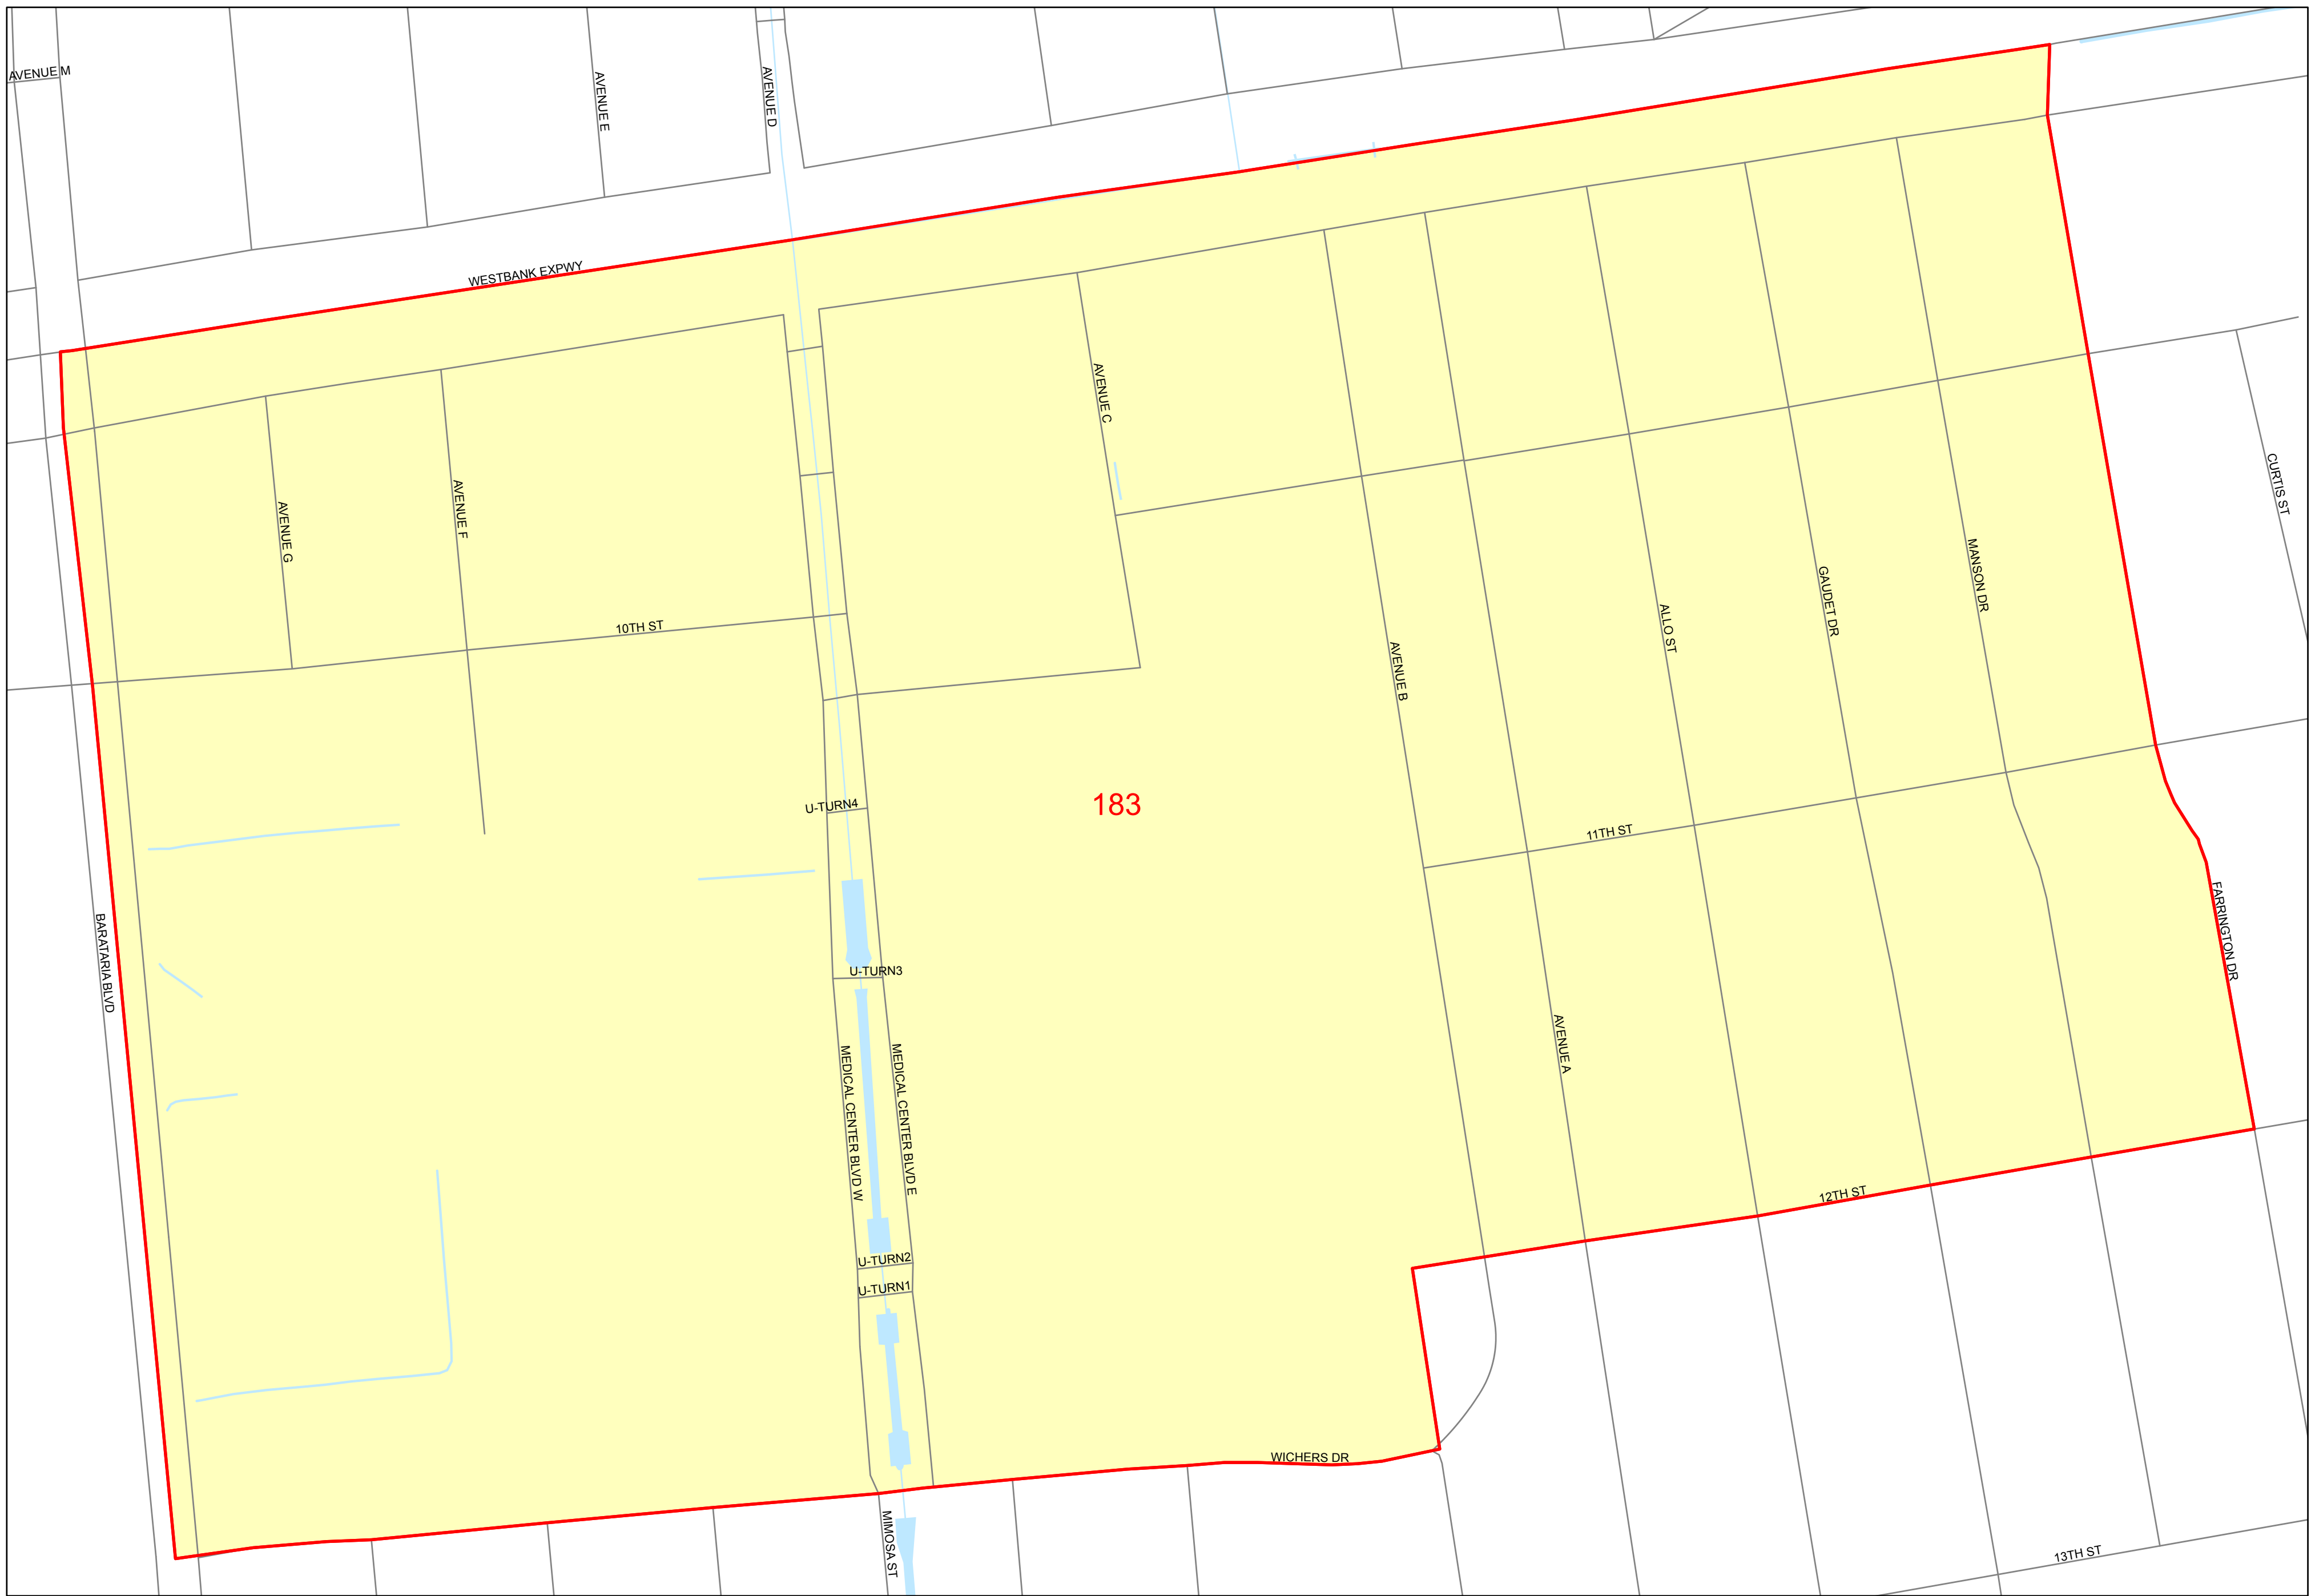 AVENUE M
AVENUE E
AVENUE D
WESTBANK EXPWY
AVENUE C
AVENUE G
AVENUE F
CURTIS ST
MANSON DR
GAUDET DR
ALLO ST
10TH ST
AVENUE B
U-TURN4
183
11TH ST
FARRINGTON DR
BARATARIA BLVD
U-TURN3
AVENUE A
MEDICAL CENTER BLVD W
MEDICAL CENTER BLVD E
12TH ST
U-TURN2
U-TURN1
WICHERS DR
MIMOSA ST
13TH ST